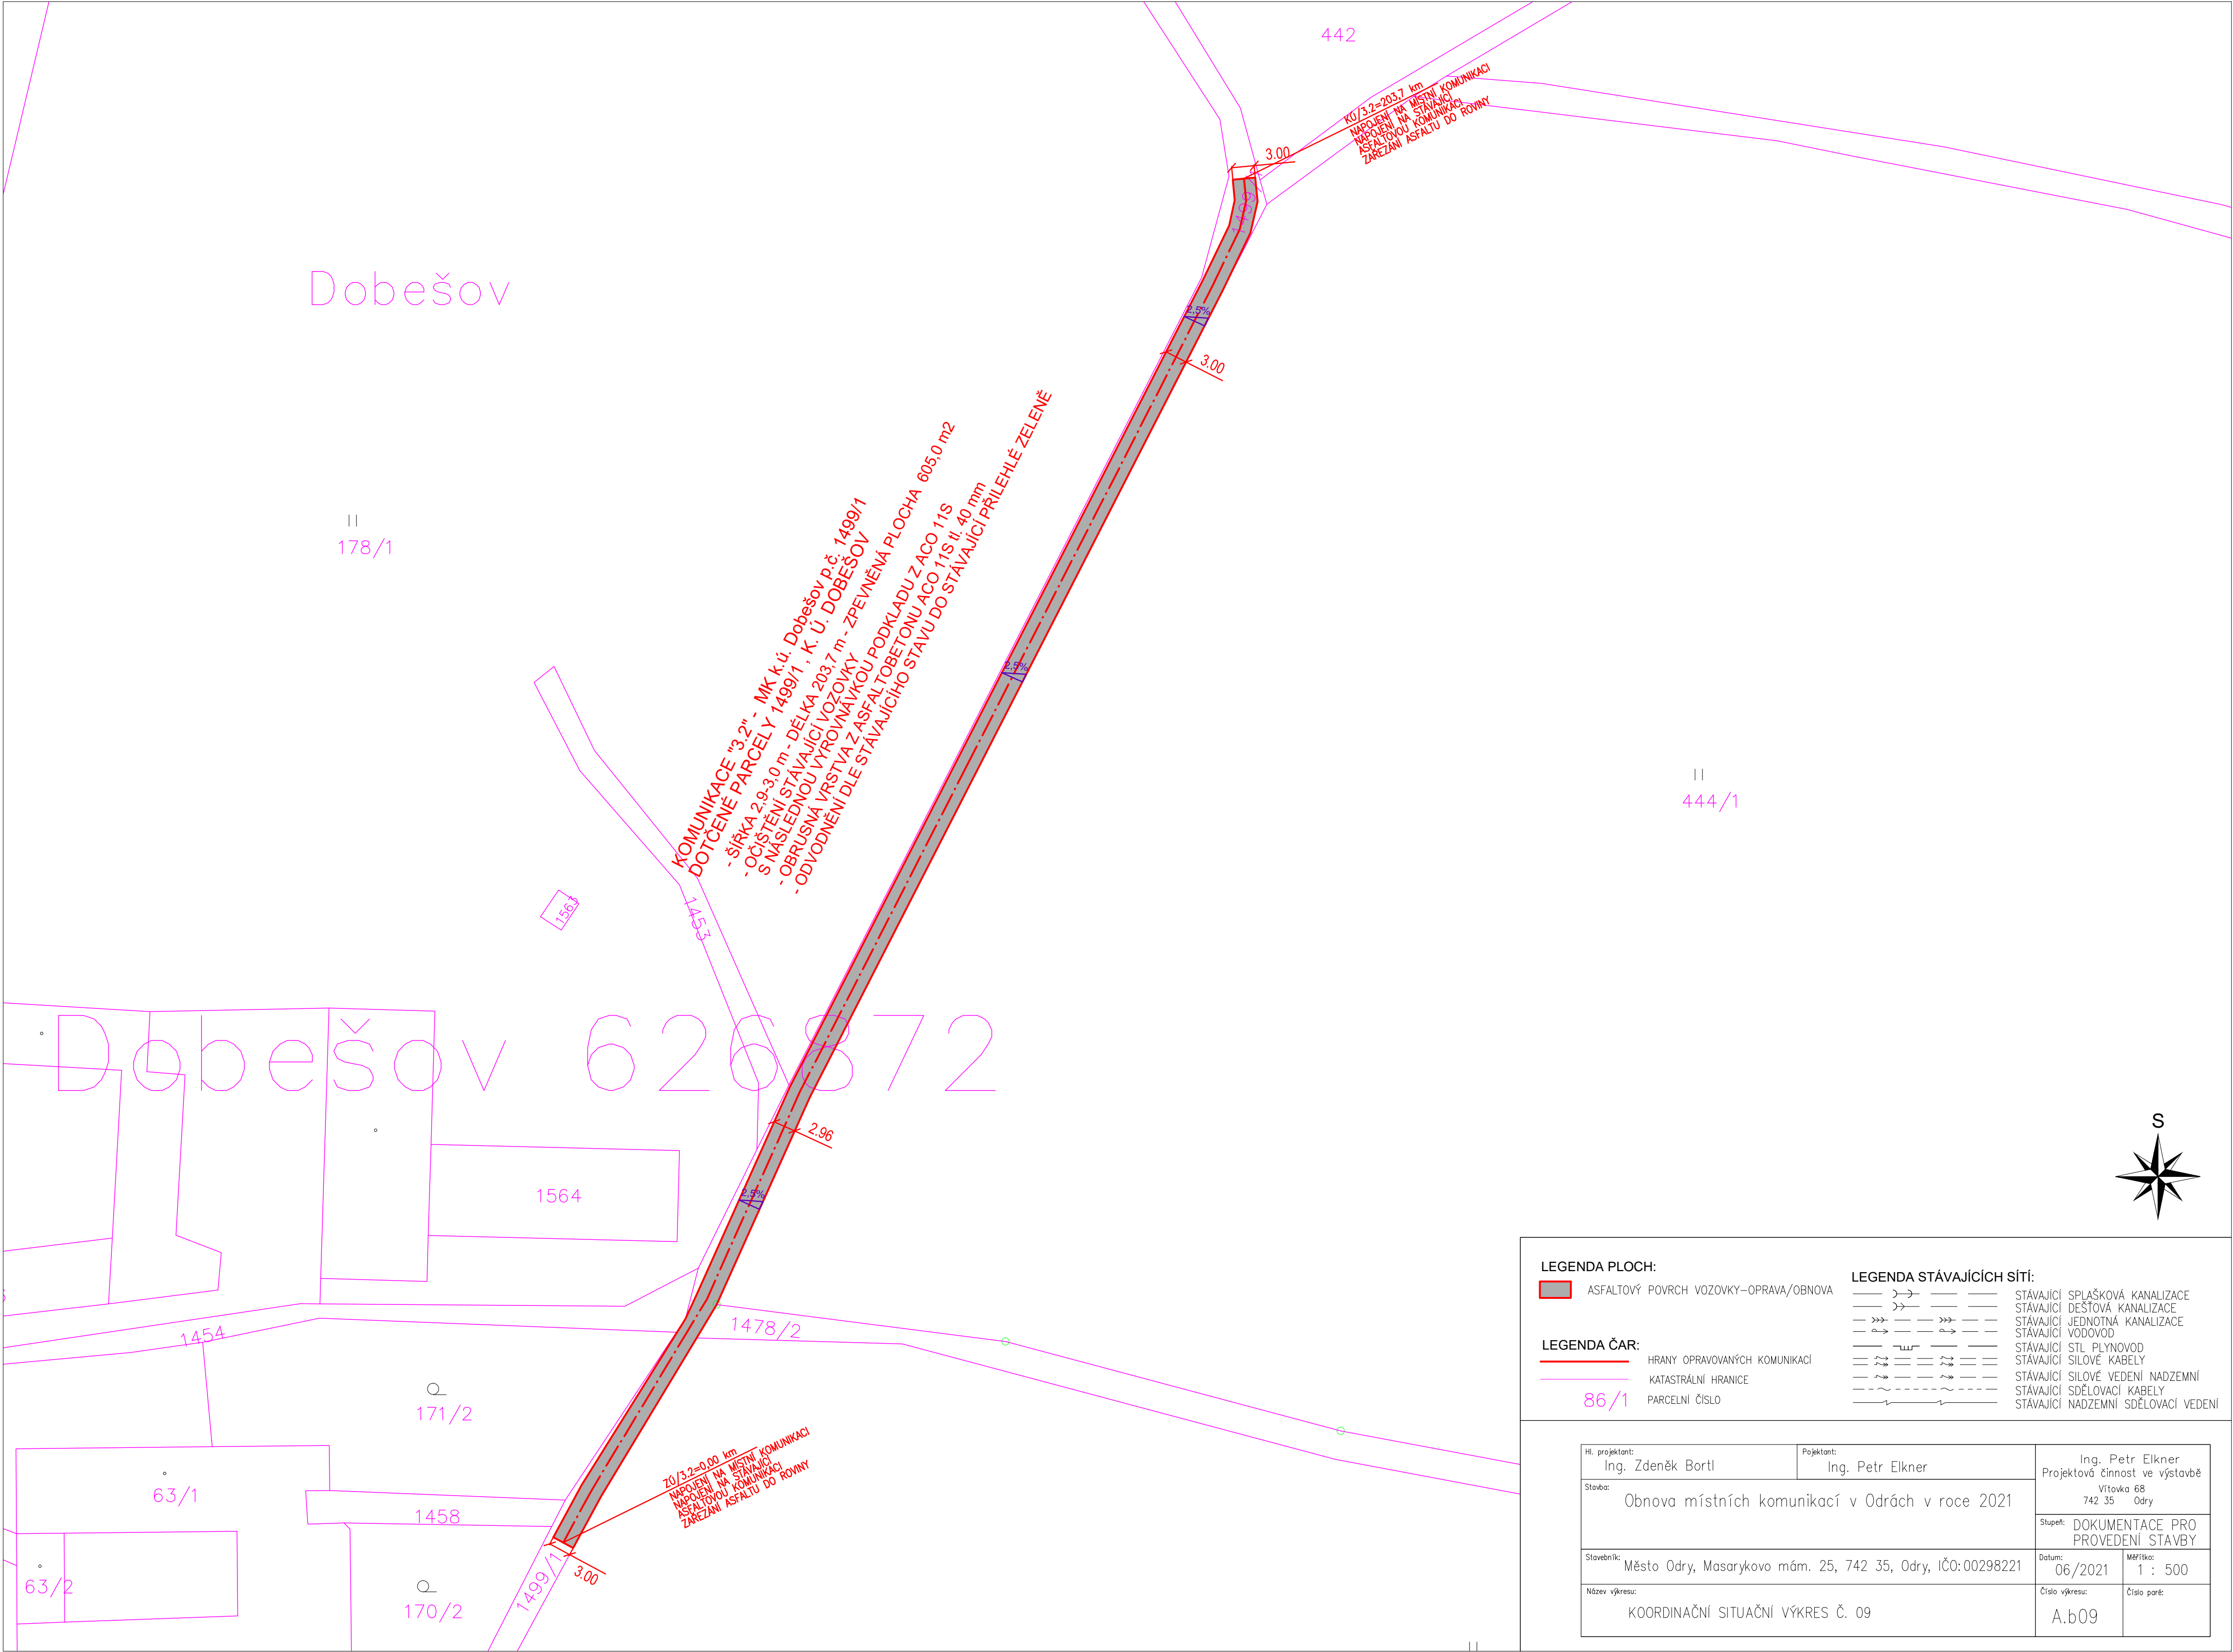 442
KÚ/3.2=203,7 km
NAPOJENÍ NA MÍSTNÍ KOMUNIKACI
NAPOJENÍ NA STÁVAJÍCÍ
ASFALTOVOU KOMUNIKACI
ZAŘEZÁNÍ ASFALTU DO ROVINY
3.00
Dobešov
2,5%
3.00
178/1
KOMUNIKACE "3.2" - MK k.ú. Dobešov p.č. 1499/1
DOTČENÉ PARCELY 1499/1 , K. Ú. DOBEŠOV
- ŠÍŘKA 2,9-3,0 m - DÉLKA 203,7 m - ZPEVNĚNÁ PLOCHA 605,0 m2
- OČIŠTĚNÍ STÁVAJÍCÍ VOZOVKY
S NÁSLEDNOU VYROVNÁVKOU PODKLADU Z ACO 11S
- OBRUSNÁ VRSTVA Z ASFALTOBETONU ACO 11S tl. 40 mm
- ODVODNĚNÍ DLE STÁVAJÍCÍHO STAVU DO STÁVAJÍCÍ PŘILEHLÉ ZELENĚ
2,5%
444/1
1563
1453
Dobešov 626872
2.96
2,5%
1564
1454
1478/2
171/2
63/1
1458
ZÚ/3.2=0,00 km
NAPOJENÍ NA MÍSTNÍ KOMUNIKACI
NAPOJENÍ NA STÁVAJÍCÍ
ASFALTOVOU KOMUNIKACI
ZAŘEZÁNÍ ASFALTU DO ROVINY
63/2
170/2
1499/1
3.00
S
LEGENDA PLOCH:
ASFALTOVÝ POVRCH VOZOVKY-OPRAVA/OBNOVA
LEGENDA ČAR:
HRANY OPRAVOVANÝCH KOMUNIKACÍ
KATASTRÁLNÍ HRANICE
86/1 PARCELNÍ ČÍSLO
LEGENDA STÁVAJÍCÍCH SÍTÍ:
STÁVAJÍCÍ SPLAŠKOVÁ KANALIZACE
STÁVAJÍCÍ DEŠŤOVÁ KANALIZACE
STÁVAJÍCÍ JEDNOTNÁ KANALIZACE
STÁVAJÍCÍ VODOVOD
STÁVAJÍCÍ STL PLYNOVOD
STÁVAJÍCÍ SILOVÉ KABELY
STÁVAJÍCÍ SILOVÉ VEDENÍ NADZEMNÍ
STÁVAJÍCÍ SDĚLOVACÍ KABELY
STÁVAJÍCÍ NADZEMNÍ SDĚLOVACÍ VEDENÍ
Hl. projektant:
Ing. Zdeněk Bortl
Pojektant:
Ing. Petr Elkner
Ing. Petr Elkner
Projektová činnost ve výstavbě
Vítovka 68
742 35 Odry
Stavba:
Obnova místních komunikací v Odrách v roce 2021
Stupeň: DOKUMENTACE PRO
PROVEDENÍ STAVBY
Stavebník: Město Odry, Masarykovo mám. 25, 742 35, Odry, IČO:00298221
Datum:
06/2021
Měřítko:
1 : 500
Název výkresu:
KOORDINAČNÍ SITUAČNÍ VÝKRES Č. 09
Číslo výkresu:
A.b09
Číslo paré: